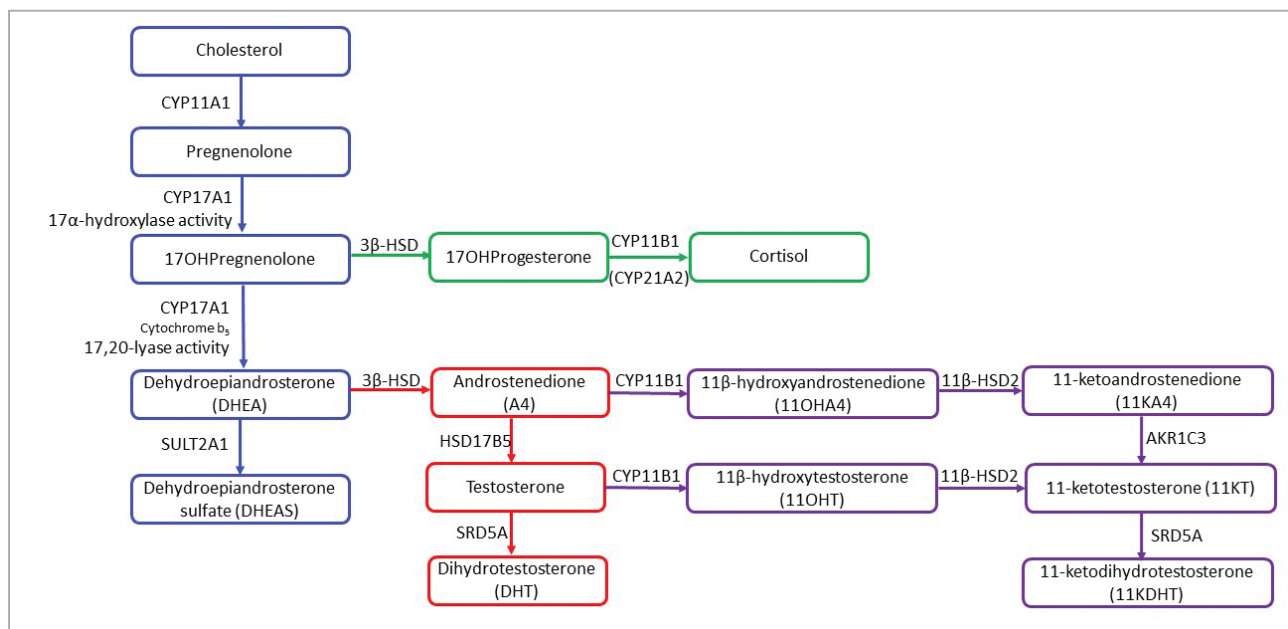 Cholesterol
CYP11A1
Pregnenolone
CYP17A1
17α-hydroxylase activity
17OHPregnenolone
3β-HSD
17OHProgesterone
CYP11B1
(CYP21A2)
Cortisol
CYP17A1
Cytochrome b₅
17,20-lyase activity
Dehydroepiandrosterone
(DHEA)
3β-HSD
Androstenedione
(A4)
CYP11B1
11β-hydroxyandrostenedione
(11OHA4)
11β-HSD2
11-ketoandrostenedione
(11KA4)
SULT2A1
HSD17B5
AKR1C3
Dehydroepiandrosterone
sulfate (DHEAS)
Testosterone
CYP11B1
11β-hydroxytestosterone
(11OHT)
11β-HSD2
11-ketotestosterone (11KT)
SRD5A
SRD5A
Dihydrotestosterone
(DHT)
11-ketodihydrotestosterone
(11KDHT)